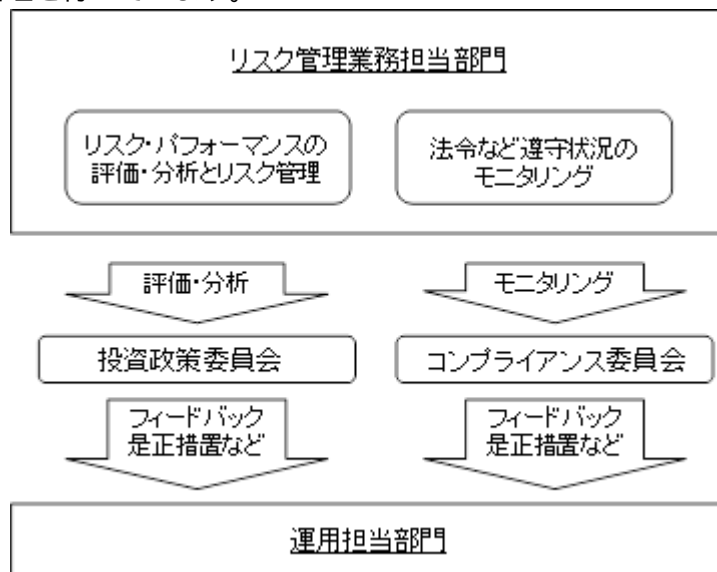 リスク管理業務担当部門
リスク・パフォーマンスの
評価・分析とリスク管理
法令など遵守状況の
モニタリング
評価・分析
モニタリング
投資政策委員会
コンプライアンス委員会
フィードバック
是正措置など
フィードバック
是正措置など
運用担当部門